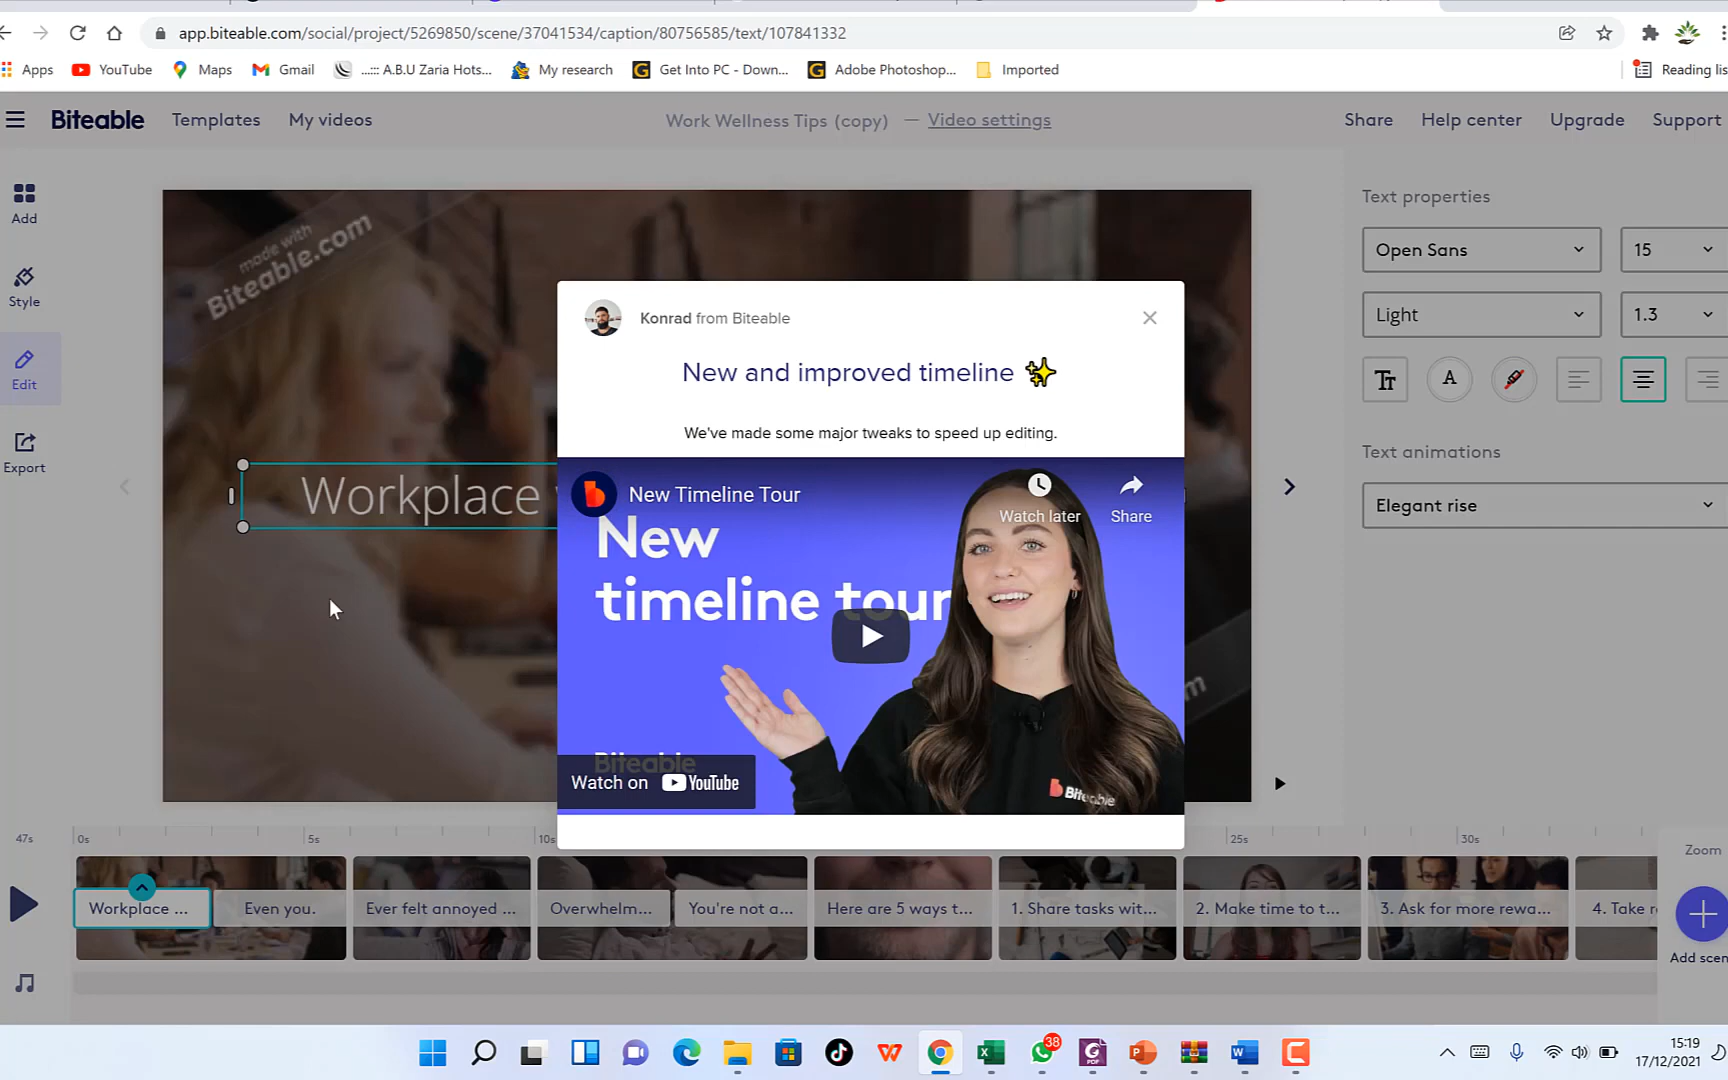 app.biteable.com/social/project/5269850/scene/37041534/caption/80756585/text/107841332
Apps YouTube Maps Gmail ...:: A.B.U Zaria Hots... My research Get Into PC - Down... Adobe Photoshop... Imported Reading lis
Biteable Templates My videos Work Wellness Tips (copy) — Video settings Share Help center Upgrade Support
Add
Style
Edit
Export
made with
Biteable.com
Workplace
Konrad from Biteable
New and improved timeline
We've made some major tweaks to speed up editing.
New Timeline Tour
Watch later
Share
New
timeline tour
Biteable
Watch on YouTube
Biteable
Text properties
Open Sans 15
Light 1.3
Text animations
Elegant rise
47s 0s 5s 10s 25s 30s
Zoom
Workplace ... Even you. Ever felt annoyed ... Overwhelm... You're not a... Here are 5 ways t... 1. Share tasks wit... 2. Make time to t... 3. Ask for more rewa... 4. Take r
Add scen
38
15:19
17/12/2021